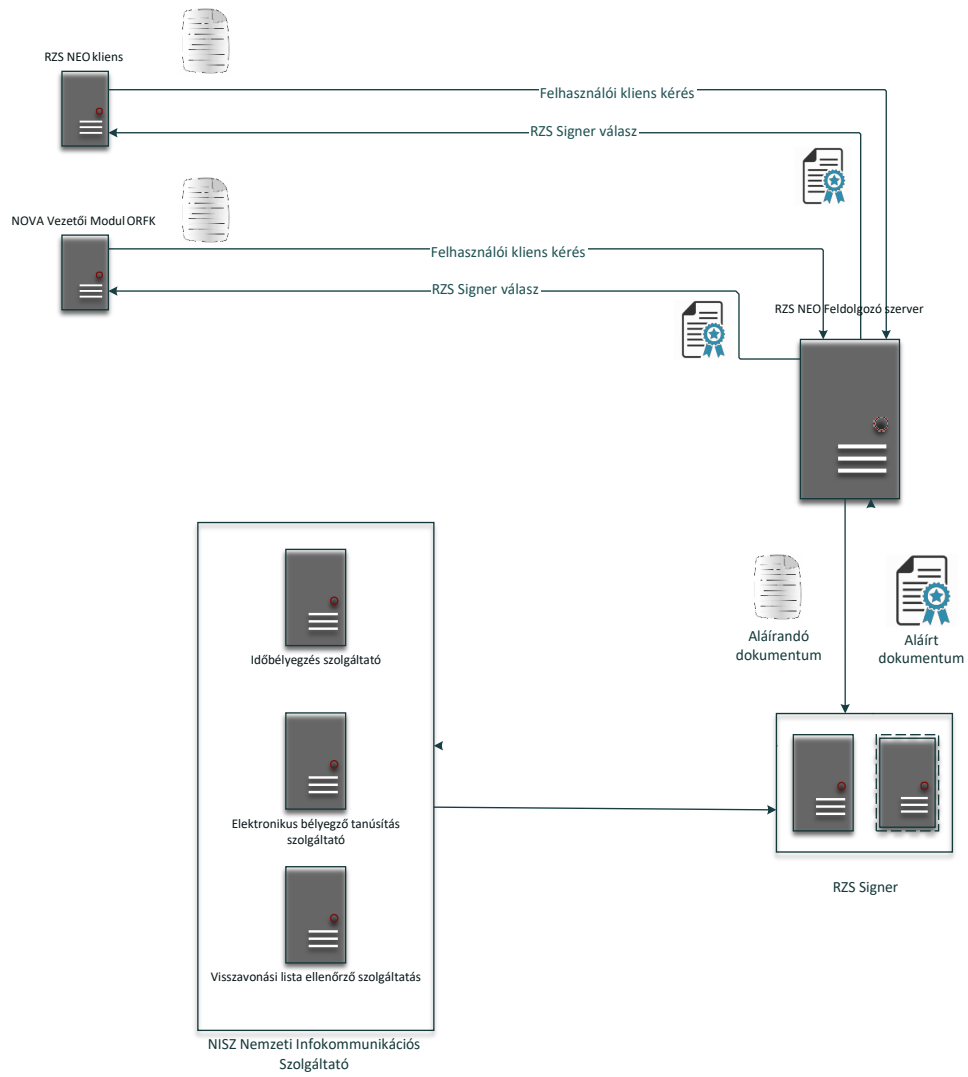 RZS NEO kliens
Felhasználói kliens kérés
RZS Signer válasz
NOVA Vezetői Modul ORFK
Felhasználói kliens kérés
RZS Signer válasz
RZS NEO Feldolgozó szerver
Aláírandó
dokumentum
Aláírt
dokumentum
Időbélyegzés szolgáltató
Elektronikus bélyegző tanúsítás
szolgáltató
Visszavonási lista ellenőrző szolgáltatás
RZS Signer
NISZ Nemzeti Infokommunikációs
Szolgáltató